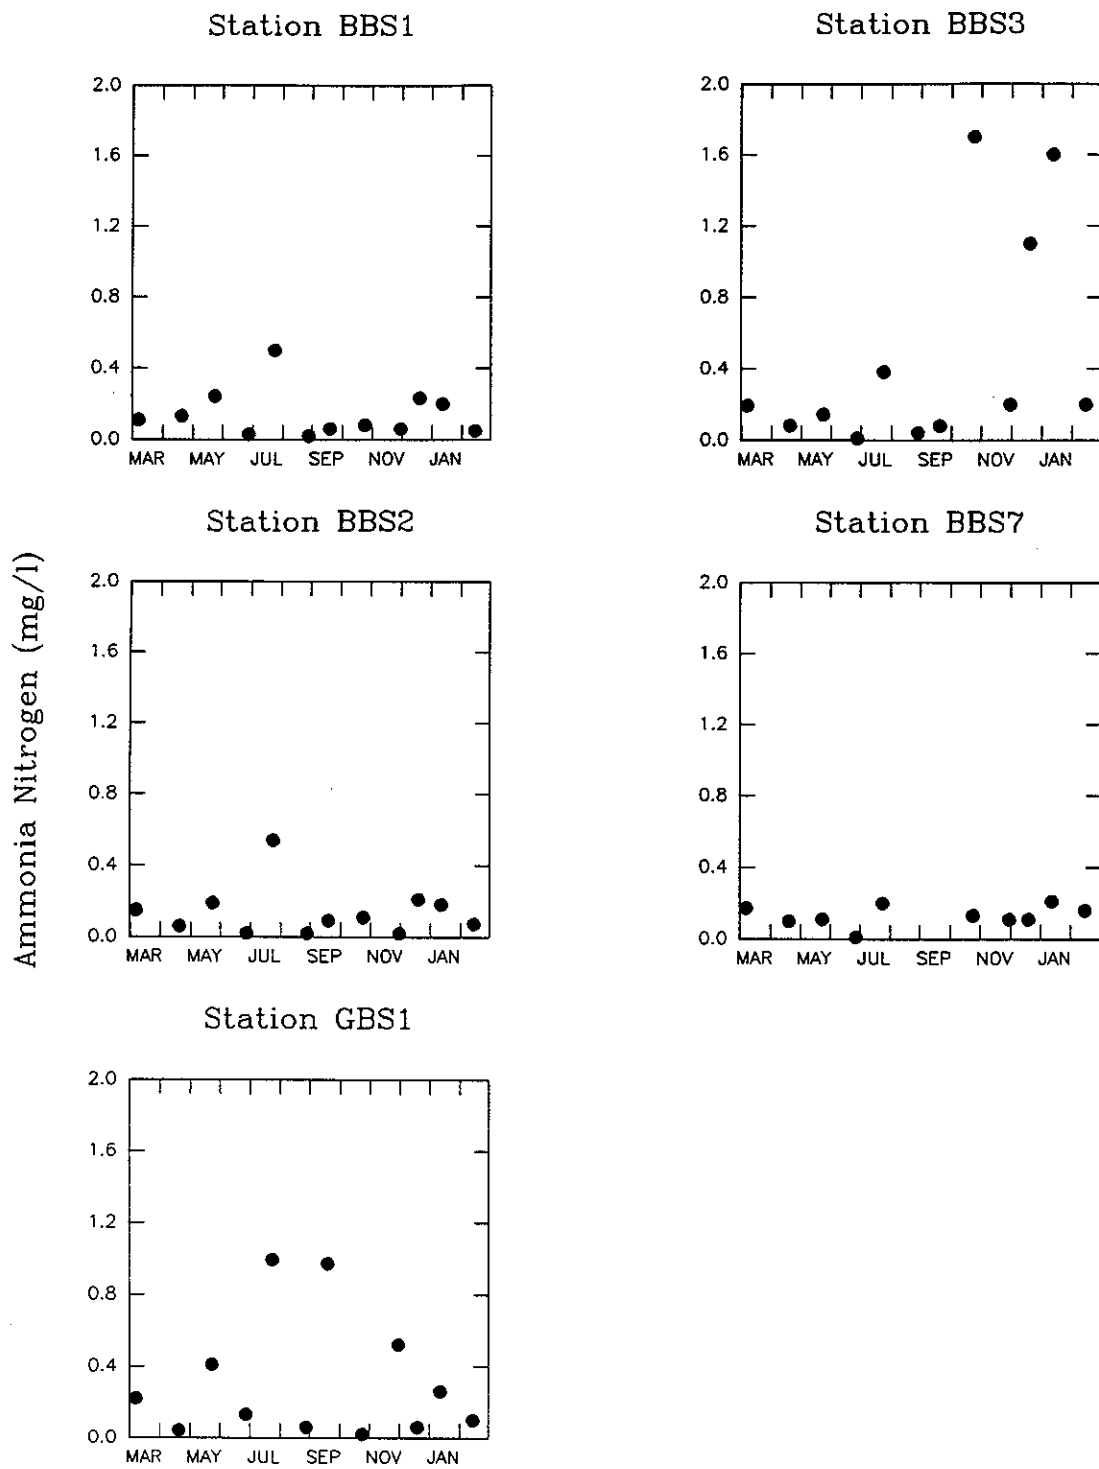 Station BBS1
2.0
1.6
1.2
0.8
0.4
0.0
MAR MAY JUL SEP NOV JAN
Station BBS3
2.0
1.6
1.2
0.8
0.4
0.0
MAR MAY JUL SEP NOV JAN
Ammonia Nitrogen (mg/l)
Station BBS2
2.0
1.6
1.2
0.8
0.4
0.0
MAR MAY JUL SEP NOV JAN
Station BBS7
2.0
1.6
1.2
0.8
0.4
0.0
MAR MAY JUL SEP NOV JAN
Station GBS1
2.0
1.6
1.2
0.8
0.4
0.0
MAR MAY JUL SEP NOV JAN